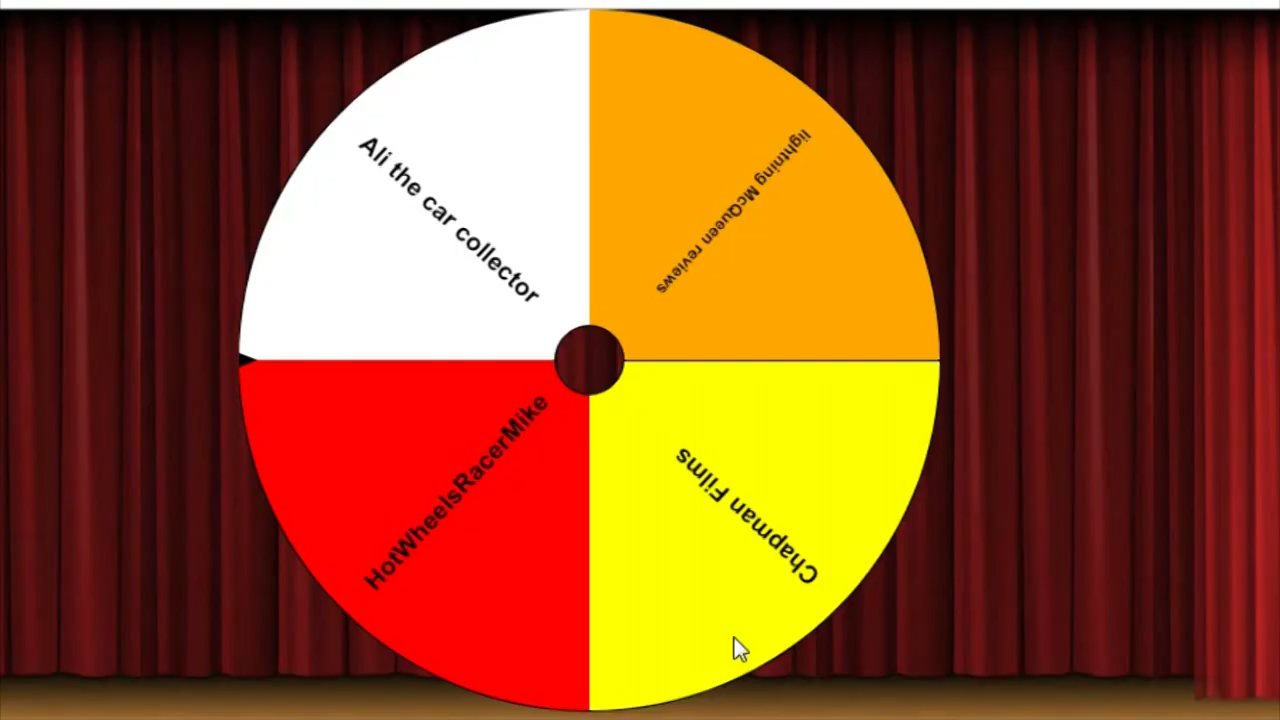 Ali the car collector
lightning McQueen reviews
HotWheelsRacerMike
Chapman Films